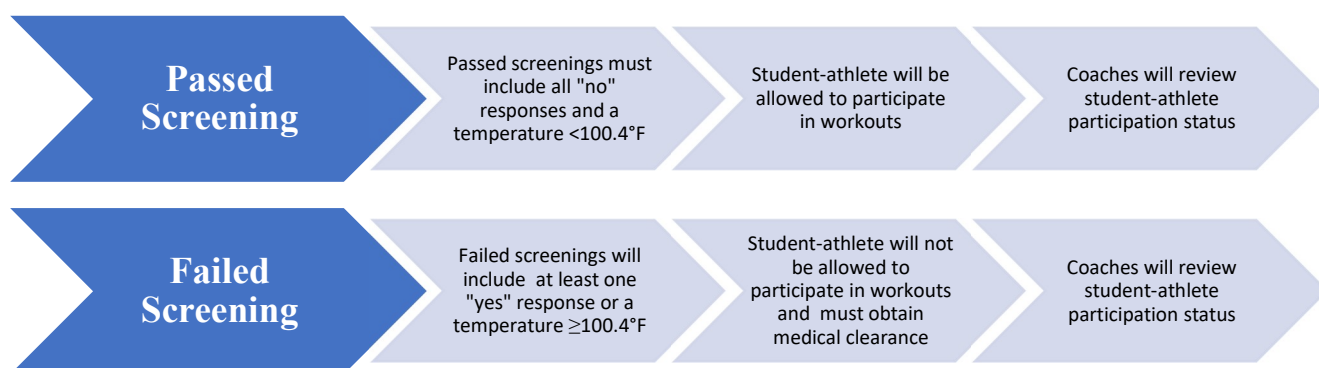 Passed
Screening
Passed screenings must
include all "no"
responses and a
temperature <100.4°F
Student-athlete will be
allowed to participate
in workouts
Coaches will review
student-athlete
participation status
Failed
Screening
Failed screenings will
include at least one
"yes" response or a
temperature ≥100.4°F
Student-athlete will not
be allowed to
participate in workouts
and must obtain
medical clearance
Coaches will review
student-athlete
participation status